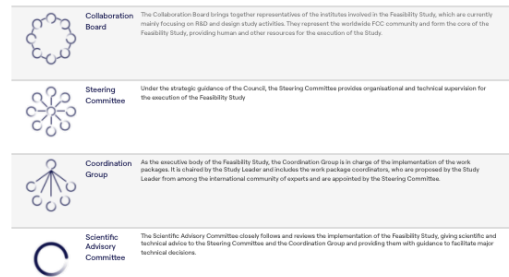 Collaboration
Board
The Collaboration Board brings together representatives of the institutes involved in the Feasibility Study, which are currently
mainly focusing on R&D and design study activities. They represent the worldwide FCC community and form the core of the
Feasibility Study, providing human and other resources for the execution of the Study.
Steering
Committee
Under the strategic guidance of the Council, the Steering Committee provides organisational and technical supervision for
the execution of the Feasibility Study
Coordination
Group
As the executive body of the Feasibility Study, the Coordination Group is in charge of the implementation of the work
packages. It is chaired by the Study Leader and includes the work package coordinators, who are proposed by the Study
Leader from among the international community of experts and are appointed by the Steering Committee.
Scientific
Advisory
Committee
The Scientific Advisory Committee closely follows and reviews the implementation of the Feasibility Study, giving scientific and
technical advice to the Steering Committee and the Coordination Group and providing them with guidance to facilitate major
technical decisions.